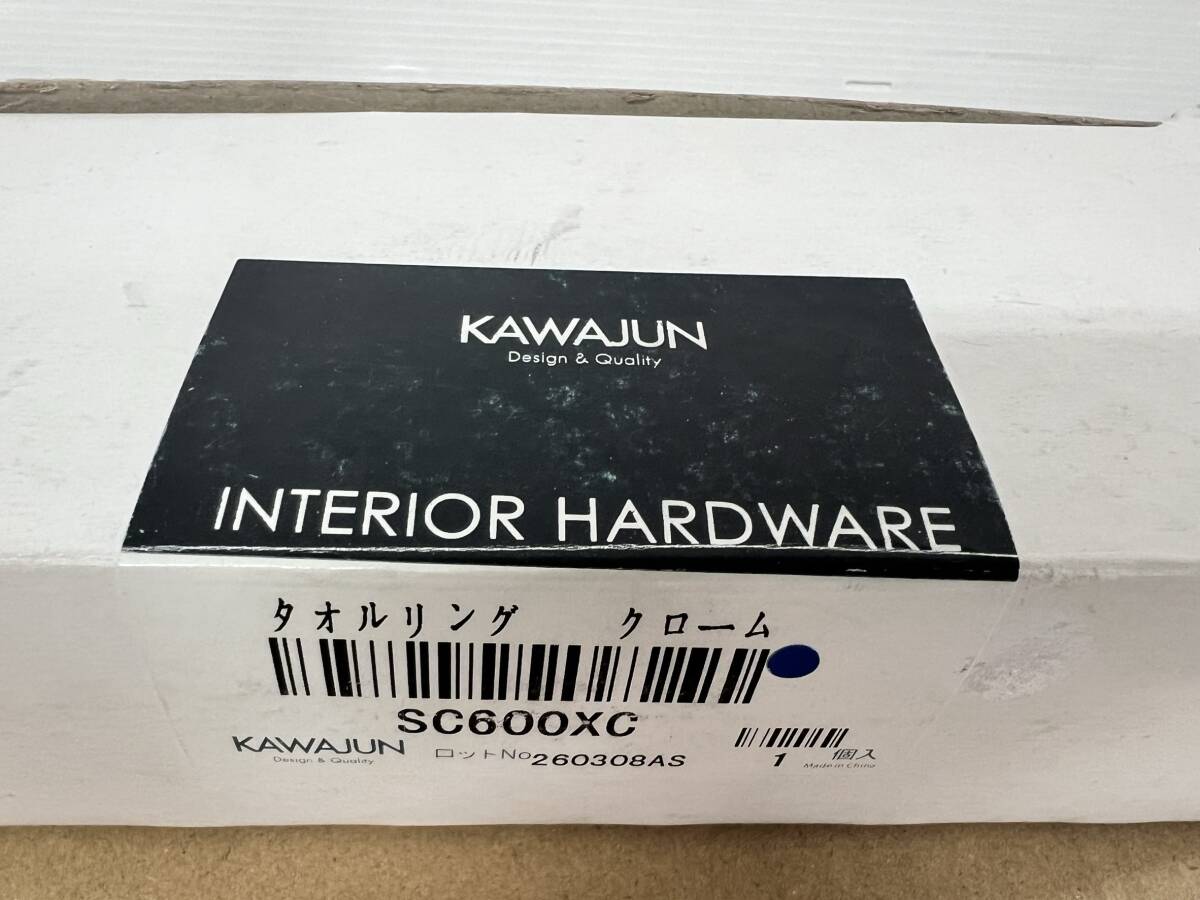 KAWAJUN
Design & Quality
INTERIOR HARDWARE
タオルリング クローム
SC600XC
KAWAJUN ロットNo260308AS 1 個入
Design & Quality Made in China